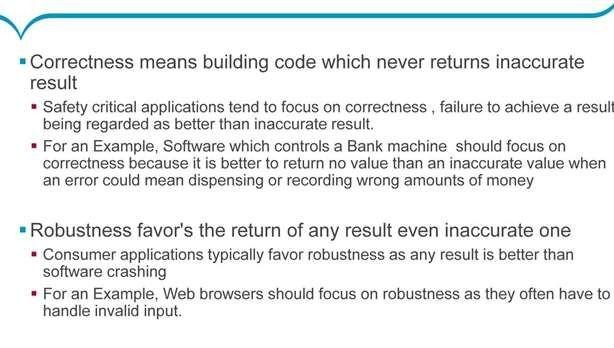 Correctness means building code which never returns inaccurate
result
Safety critical applications tend to focus on correctness , failure to achieve a result
being regarded as better than inaccurate result.
For an Example, Software which controls a Bank machine should focus on
correctness because it is better to return no value than an inaccurate value when
an error could mean dispensing or recording wrong amounts of money
Robustness favor's the return of any result even inaccurate one
Consumer applications typically favor robustness as any result is better than
software crashing
For an Example, Web browsers should focus on robustness as they often have to
handle invalid input.